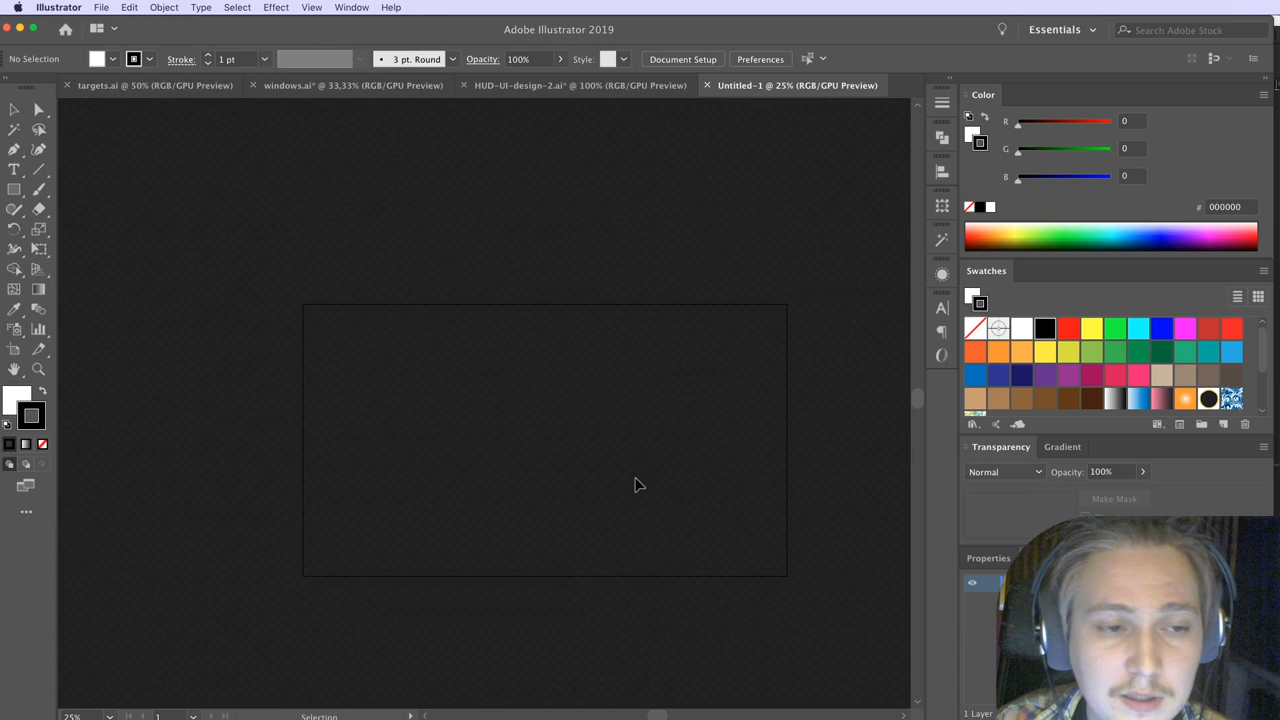 Illustrator File Edit Object Type Select Effect View Window Help
Adobe Illustrator 2019
Essentials
Search Adobe Stock
No Selection
Stroke:
1 pt
3 pt. Round
Opacity:
100%
Style:
Document Setup
Preferences
targets.ai @ 50% (RGB/GPU Preview)
windows.ai* @ 33,33% (RGB/GPU Preview)
HUD-UI-design-2.ai* @ 100% (RGB/GPU Preview)
Untitled-1 @ 25% (RGB/GPU Preview)
Color
R
0
G
0
B
0
#
000000
Swatches
Transparency
Gradient
Normal
Opacity:
100%
Make Mask
Properties
1 Layer
25%
1
Selection